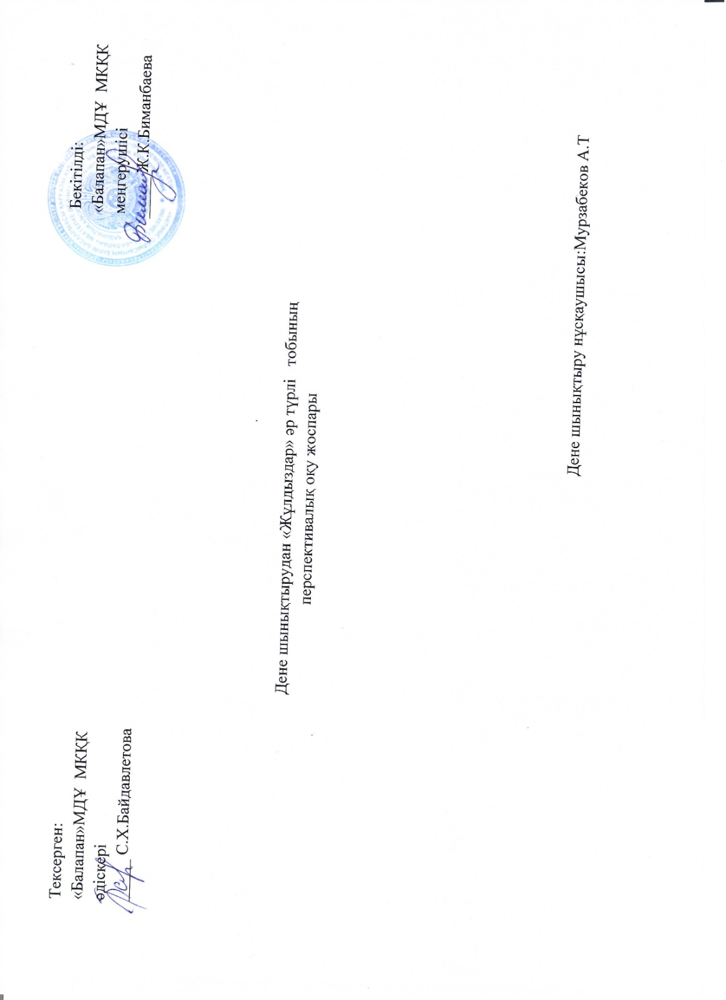 Тексерген:
«Балапан»МДҰ МКҚК
әдіскері
С.Х.Байдавлетова
Бекітілді:
«Балапан»МДҰ МКҚК
меңгерушісі
Ж.К.Биманбаева
Дене шынықтырудан «Жұлдыздар» әр түрлі тобының
перспективалық оқу жоспары
Дене шынықтыру нұсқаушысы:Мурзабеков А.Т